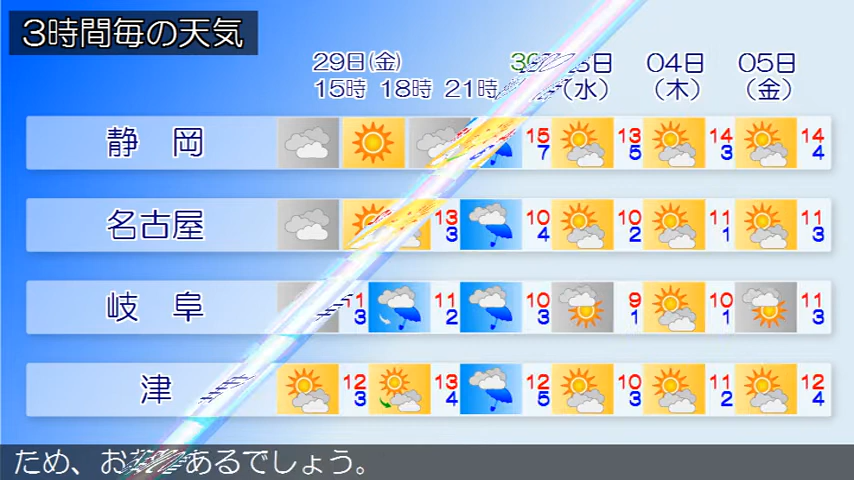 3時間毎の天気
29日(金)
15時 18時 21時
日 04日 05日
(水) (木) (金)
静岡 15 7 13 5 14 3 14 4
名古屋 13 3 10 4 10 2 11 1 11 3
岐阜 11 3 11 2 10 3 9 1 10 1 11 3
津 12 3 13 4 12 5 10 3 11 2 12 4
ため、お あるでしょう。